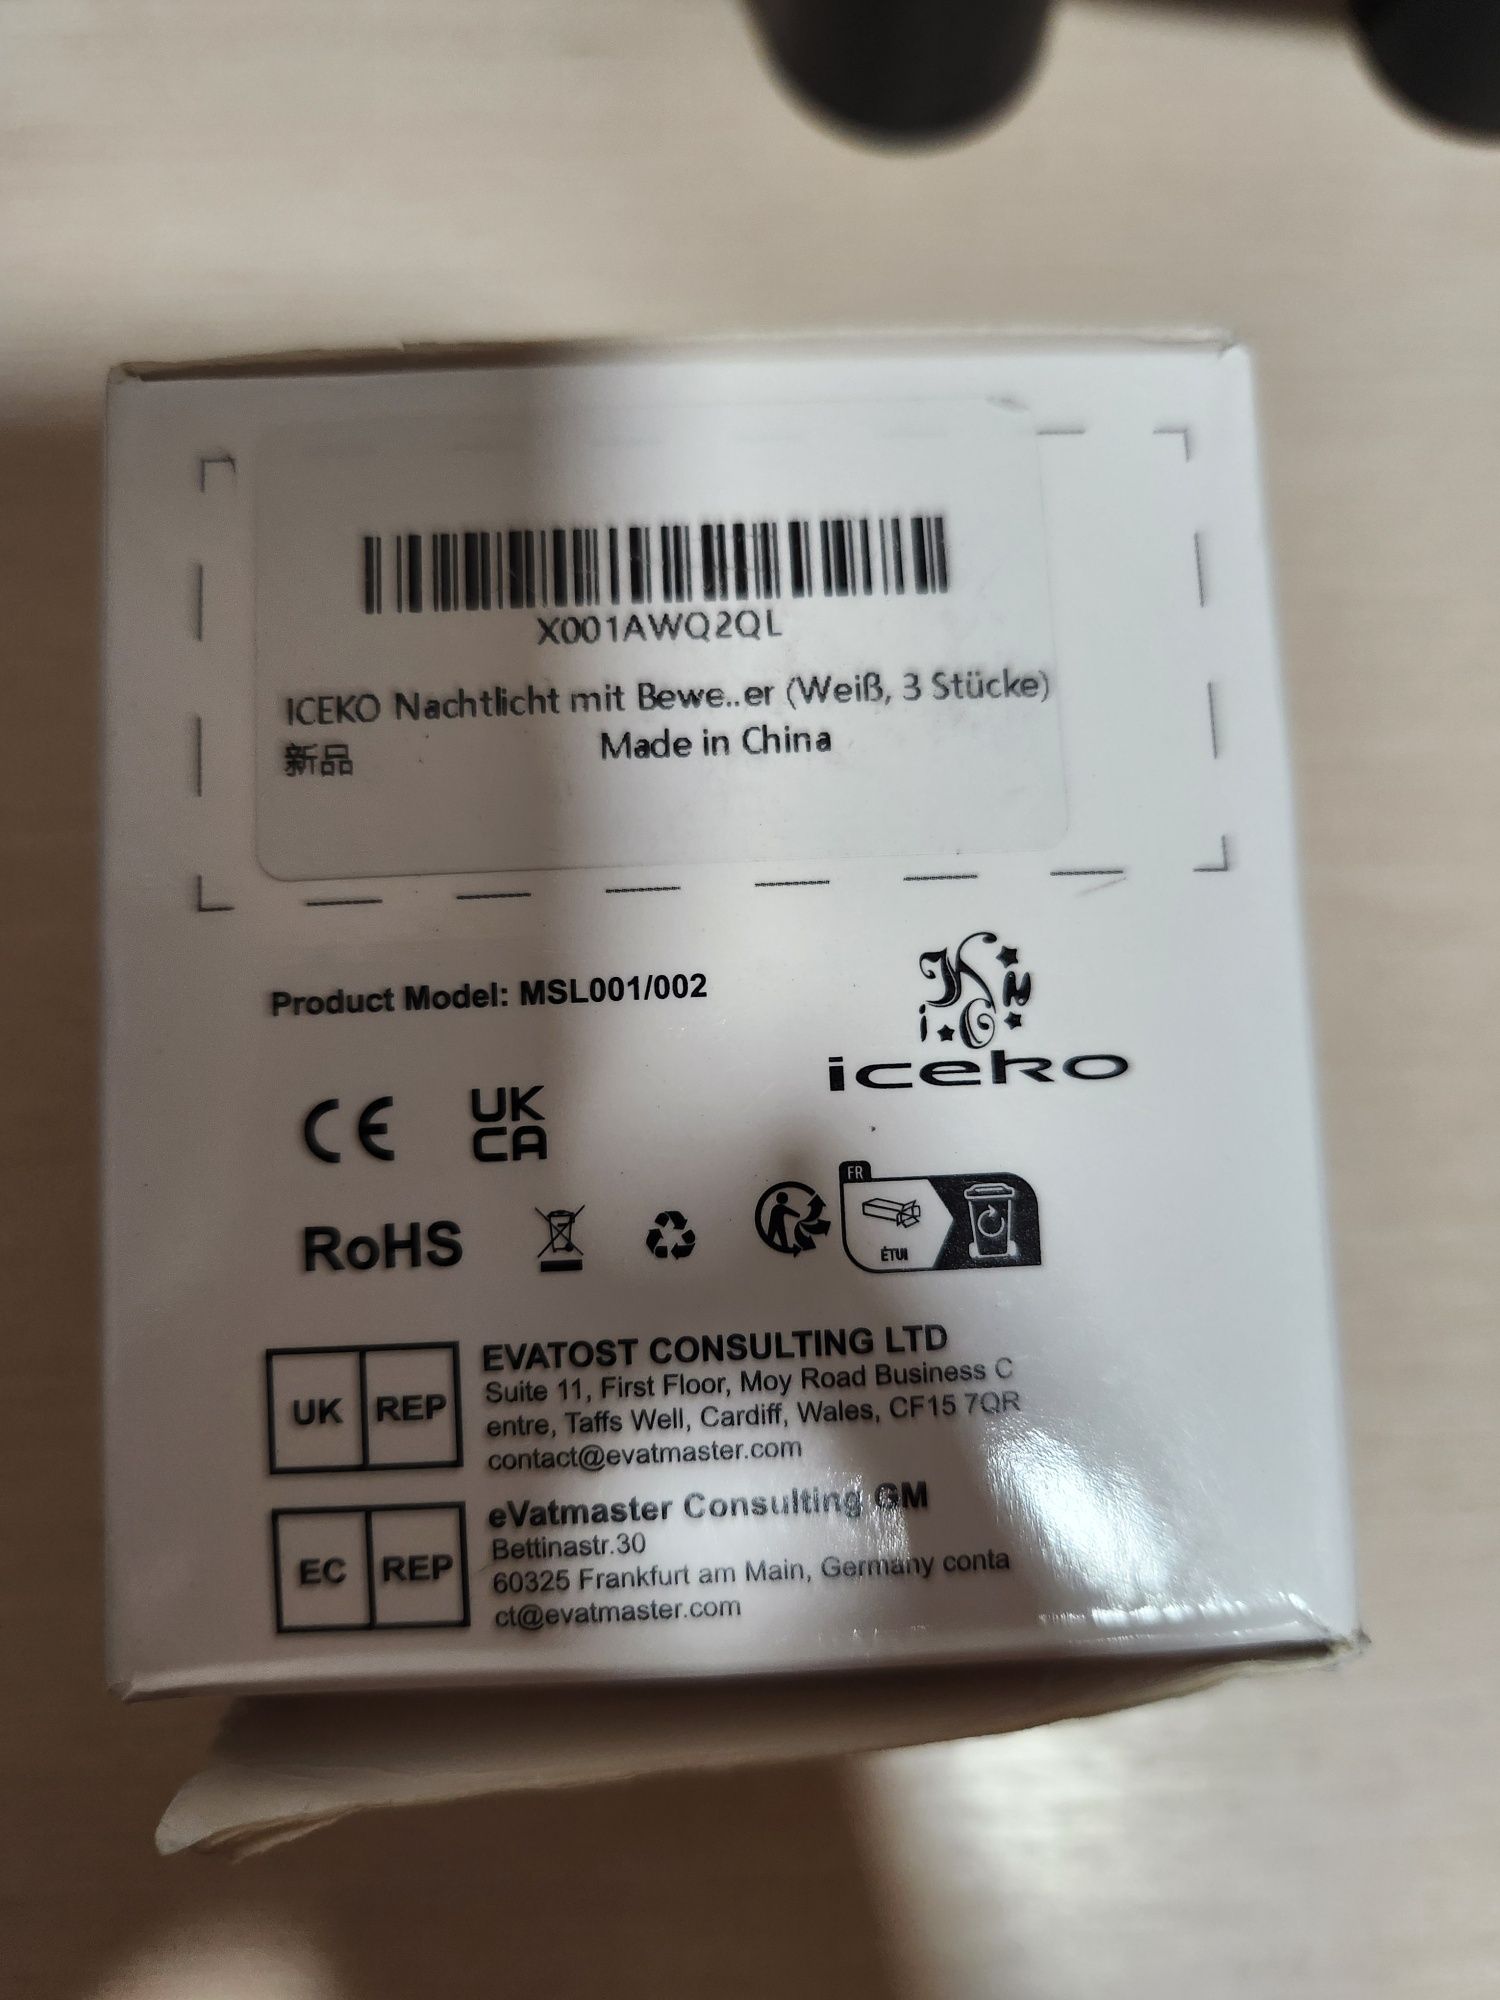 X001AWQ2QL
ICEKO Nachtlicht mit Bewe..er (Weiß, 3 Stücke)
新品
Made in China
Product Model: MSL001/002
iceko
CE
UK
CA
RoHS
FR
ÉTUI
UK REP
EVATOST CONSULTING LTD
Suite 11, First Floor, Moy Road Business C
entre, Taffs Well, Cardiff, Wales, CF15 7QR
contact@evatmaster.com
EC REP
eVatmaster Consulting GM
Bettinastr.30
60325 Frankfurt am Main, Germany conta
ct@evatmaster.com